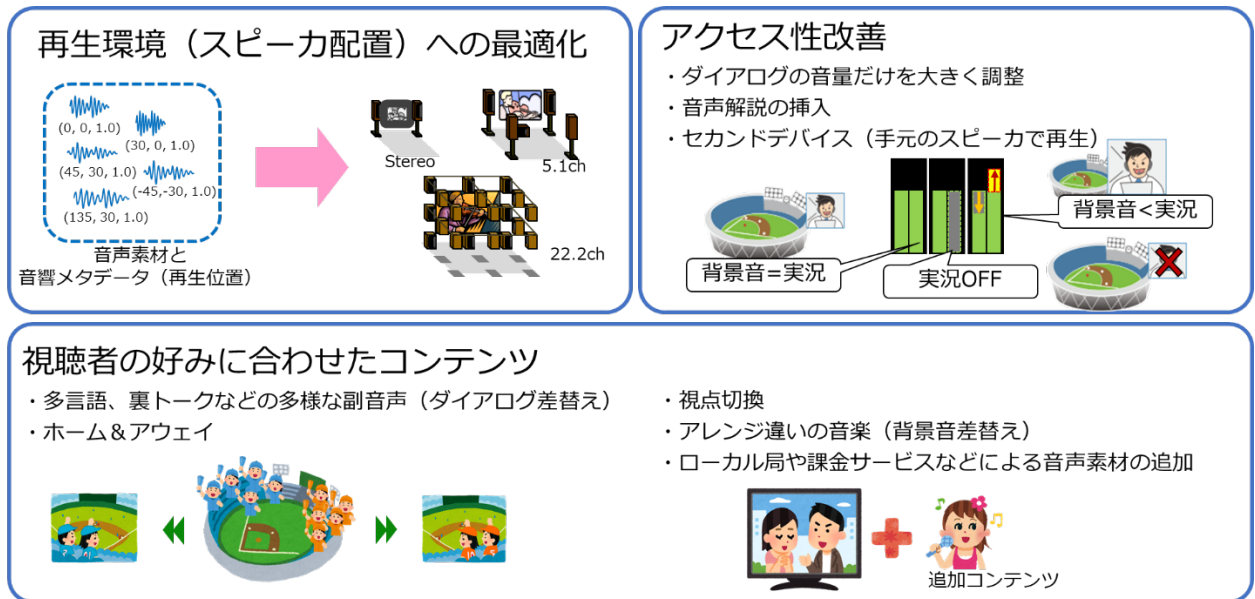 再生環境（スピーカ配置）への最適化
(0, 0, 1.0)
(30, 0, 1.0)
(45, 30, 1.0)
(-45,-30, 1.0)
(135, 30, 1.0)
音声素材と
音響メタデータ（再生位置）
Stereo
5.1ch
22.2ch
アクセス性改善
・ダイアログの音量だけを大きく調整
・音声解説の挿入
・セカンドデバイス（手元のスピーカで再生）
背景音＝実況
実況OFF
背景音<実況
視聴者の好みに合わせたコンテンツ
・多言語、裏トークなどの多様な副音声（ダイアログ差替え）
・ホーム＆アウェイ
・視点切換
・アレンジ違いの音楽（背景音差替え）
・ローカル局や課金サービスなどによる音声素材の追加
追加コンテンツ